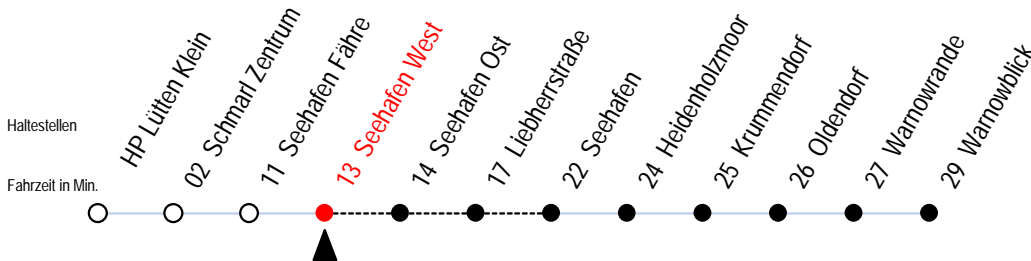 Haltestellen
Fahrzeit in Min.
HP Lütten Klein
02 Schmarl Zentrum
11 Seehafen Fähre
13 Seehafen West
14 Seehafen Ost
17 Liebherrstraße
22 Seehafen
24 Heidenholzmoor
25 Krummendorf
26 Oldendorf
27 Warnowrande
29 Warnowblick